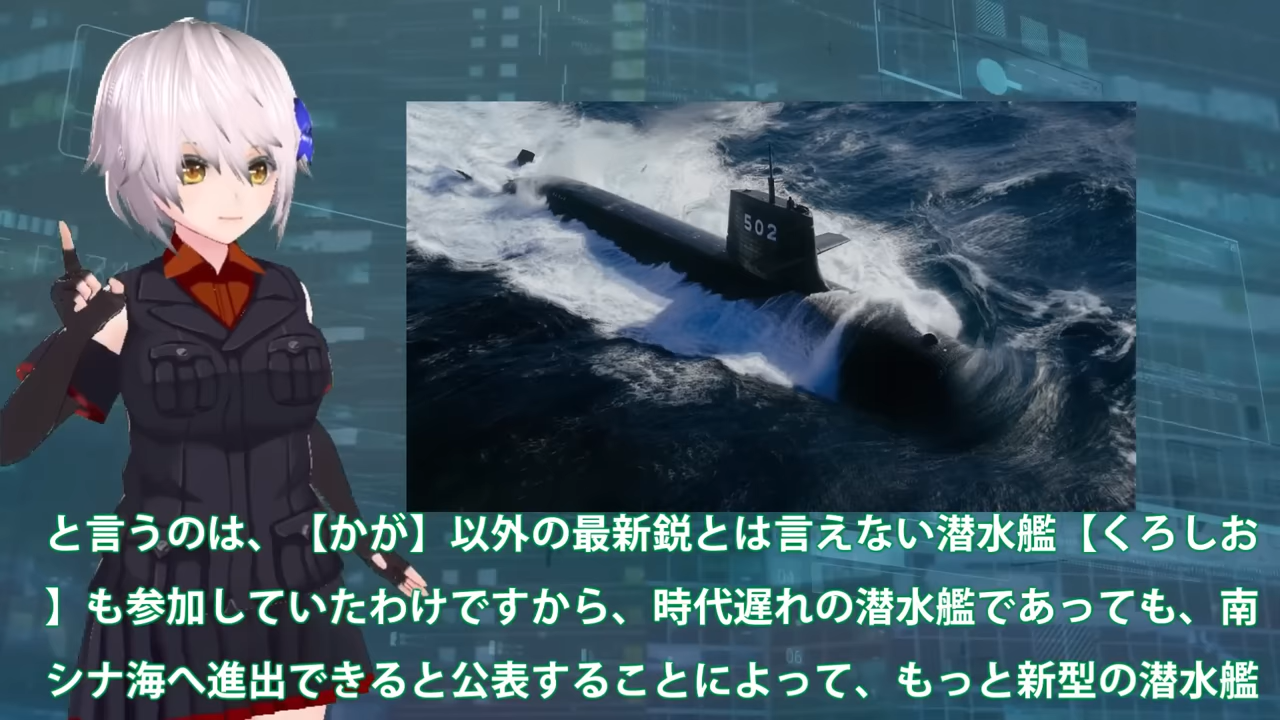 502
と言うのは、【かが】以外の最新鋭とは言えない潜水艦【くろしお
】も参加していたわけですから、時代遅れの潜水艦であっても、南
シナ海へ進出できると公表することによって、もっと新型の潜水艦